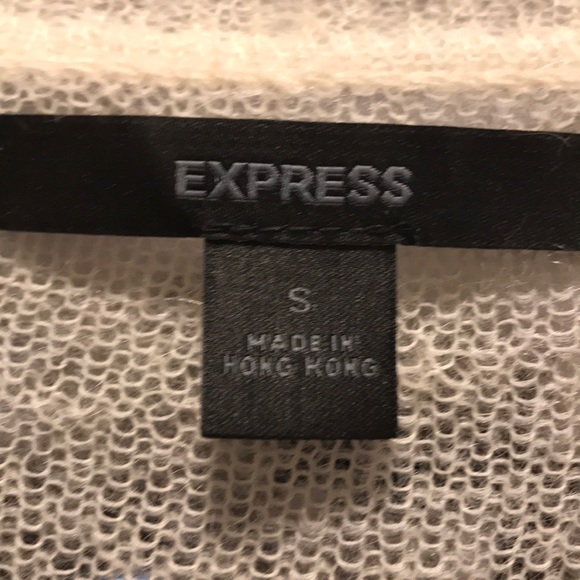 EXPRESS
S
MADE IN
HONG KONG